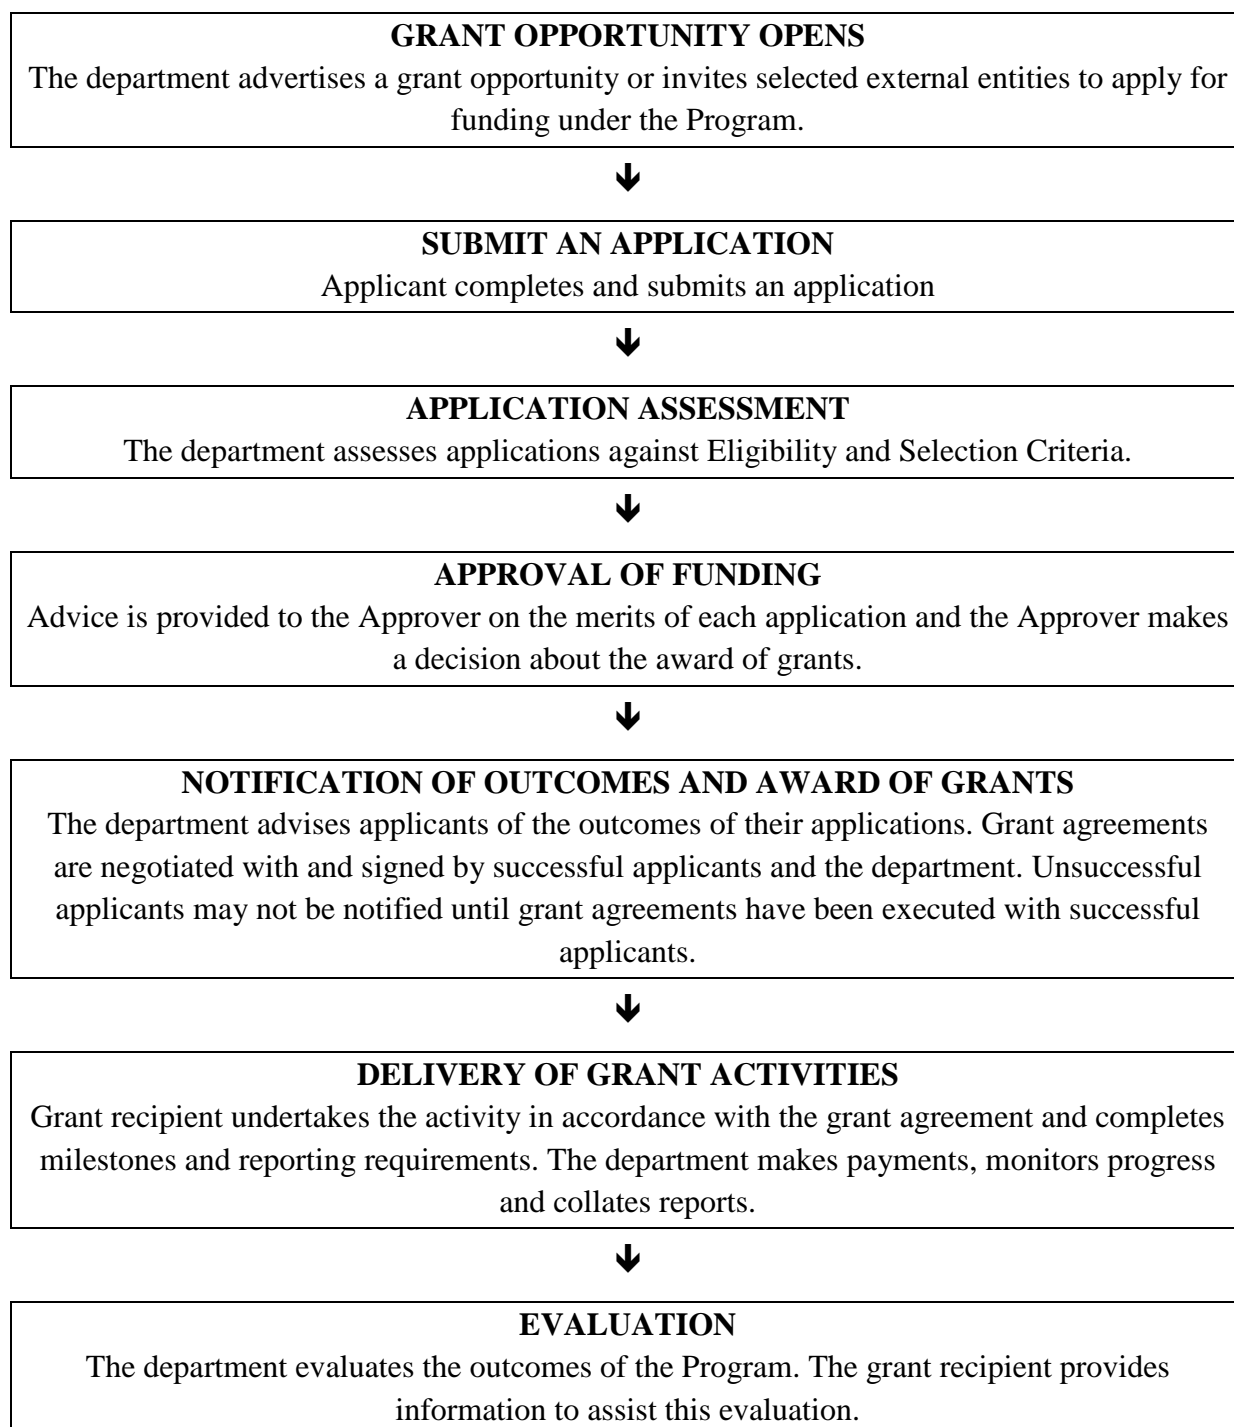 GRANT OPPORTUNITY OPENS
The department advertises a grant opportunity or invites selected external entities to apply for
funding under the Program.
SUBMIT AN APPLICATION
Applicant completes and submits an application
APPLICATION ASSESSMENT
The department assesses applications against Eligibility and Selection Criteria.
APPROVAL OF FUNDING
Advice is provided to the Approver on the merits of each application and the Approver makes
a decision about the award of grants.
NOTIFICATION OF OUTCOMES AND AWARD OF GRANTS
The department advises applicants of the outcomes of their applications. Grant agreements
are negotiated with and signed by successful applicants and the department. Unsuccessful
applicants may not be notified until grant agreements have been executed with successful
applicants.
DELIVERY OF GRANT ACTIVITIES
Grant recipient undertakes the activity in accordance with the grant agreement and completes
milestones and reporting requirements. The department makes payments, monitors progress
and collates reports.
EVALUATION
The department evaluates the outcomes of the Program. The grant recipient provides
information to assist this evaluation.